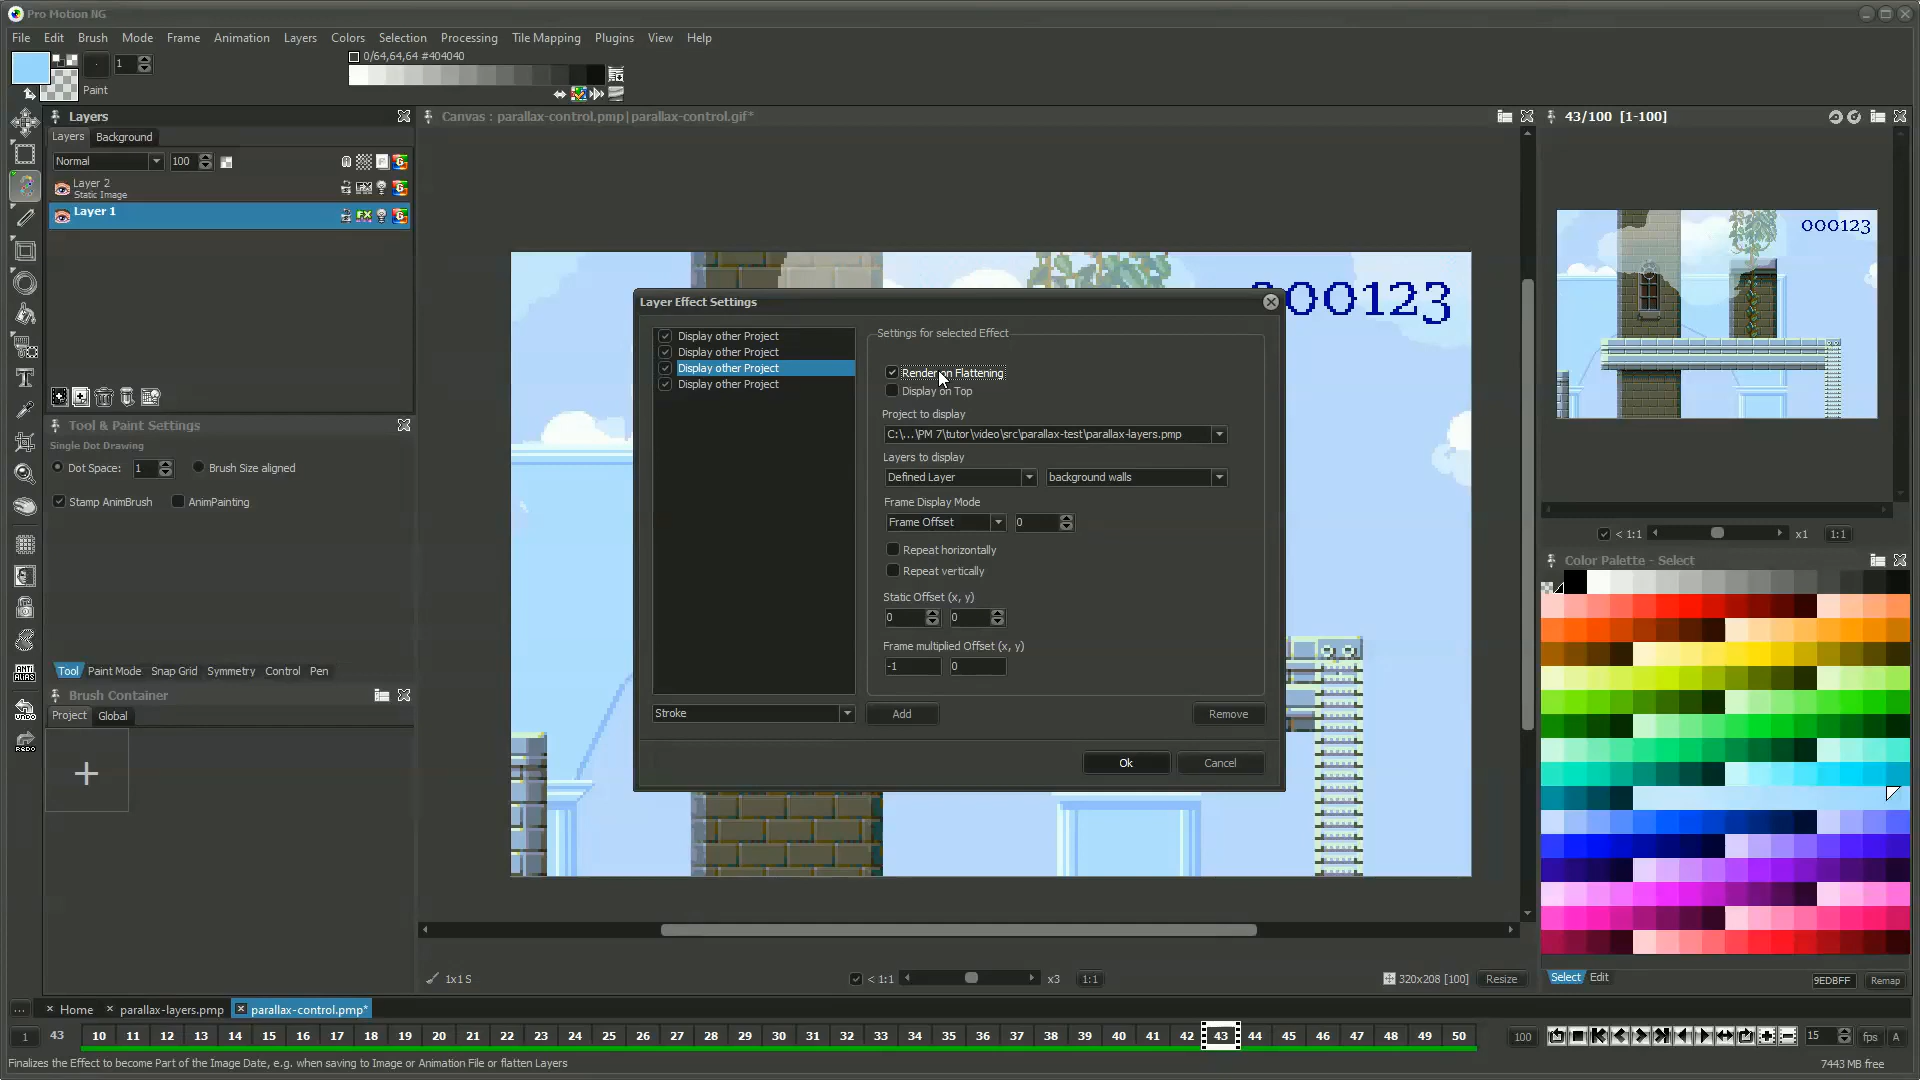 Pro Motion NG
File Edit Brush Mode Frame Animation Layers Colors Selection Processing Tile Mapping Plugins View Help
0/64,64,64 #404040
1
Paint
Layers
Layers Background
Normal 100
Layer 2
Static Image
Layer 1
Tool & Paint Settings
Single Dot Drawing
Dot Space: 1 Brush Size aligned
Stamp AnimBrush AnimPainting
Tool Paint Mode Snap Grid Symmetry Control Pen
Brush Container
Project Global
ANTI ALIAS
UNDO
REDO
Canvas : parallax-control.pmp|parallax-control.gif*
000123
Layer Effect Settings
Display other Project
Display other Project
Display other Project
Display other Project
Stroke
Settings for selected Effect
Render on Flattening
Display on Top
Project to display
C:\...\PM 7\tutor\video\src\parallax-test\parallax-layers.pmp
Layers to display
Defined Layer background walls
Frame Display Mode
Frame Offset 0
Repeat horizontally
Repeat vertically
Static Offset (x, y)
0 0
Frame multiplied Offset (x, y)
-1 0
Add Remove
Ok Cancel
1x1 S < 1:1 x3 1:1 320x208 [100] Resize
43/100 [1-100]
000123
< 1:1 x1 1:1
Color Palette - Select
Select Edit 9EDBFF Remap
... Home parallax-layers.pmp parallax-control.pmp*
1 43 10 11 12 13 14 15 16 17 18 19 20 21 22 23 24 25 26 27 28 29 30 31 32 33 34 35 36 37 38 39 40 41 42 43 44 45 46 47 48 49 50 100 15 fps A
Finalizes the Effect to become Part of the Image Date, e.g. when saving to Image or Animation File or flatten Layers
7443 MB free